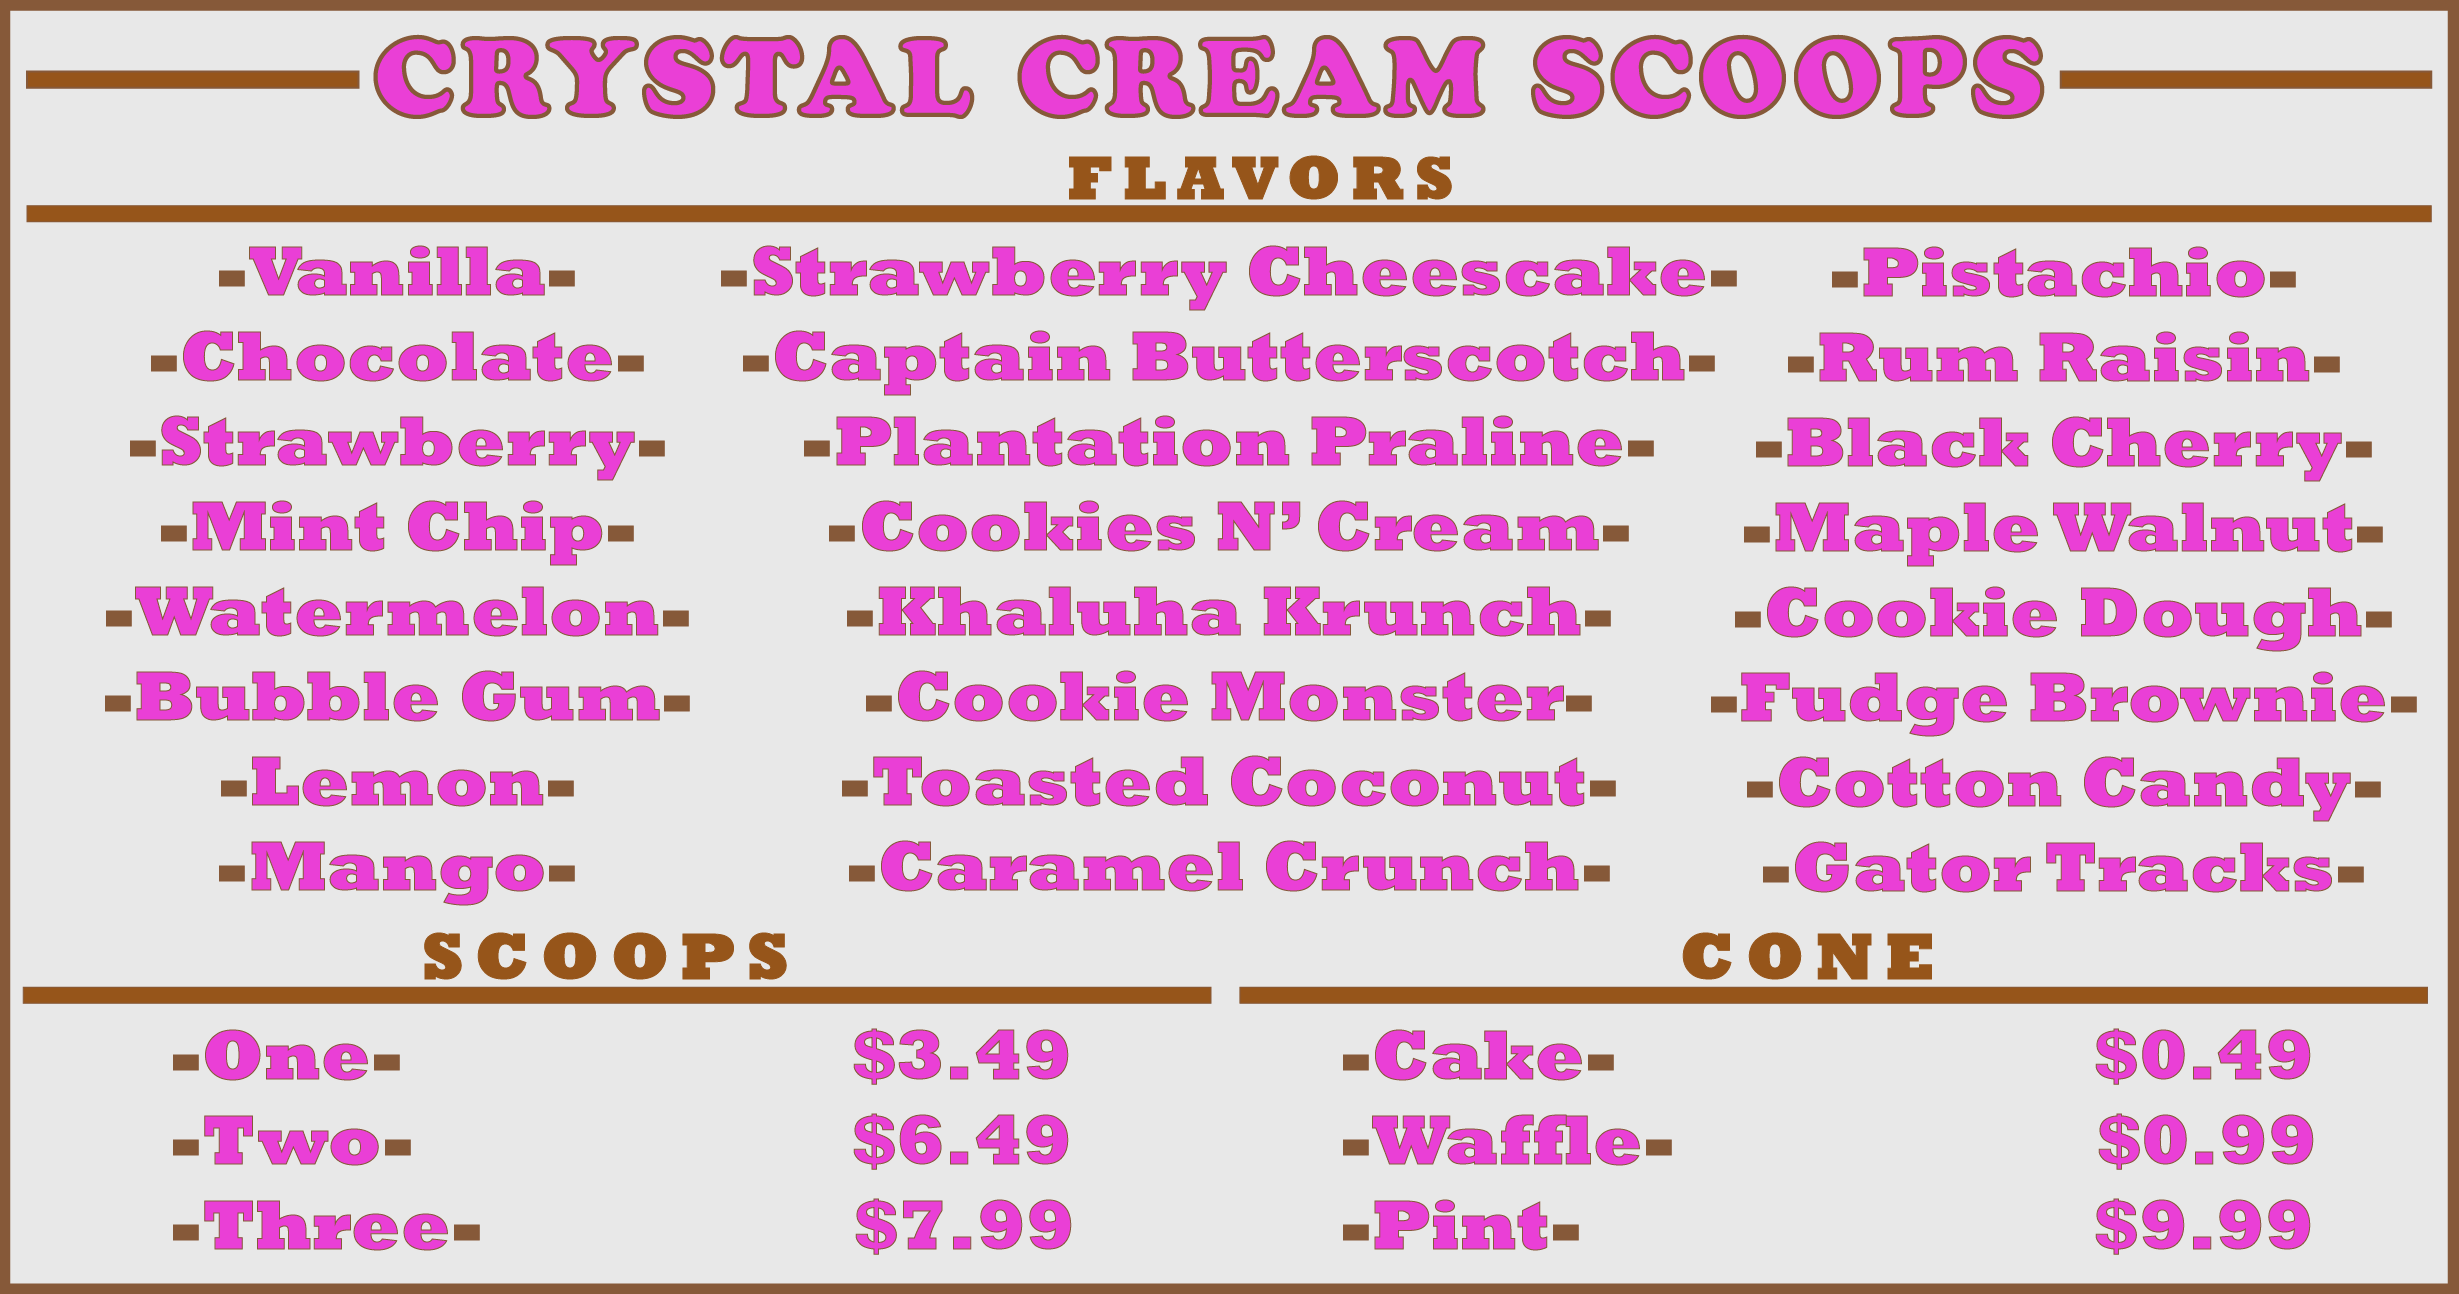 CRYSTAL CREAM SCOOPS
FLAVORS
-Vanilla- -Strawberry Cheescake- -Pistachio-
-Chocolate- -Captain Butterscotch- -Rum Raisin-
-Strawberry- -Plantation Praline- -Black Cherry-
-Mint Chip- -Cookies N’ Cream- -Maple Walnut-
-Watermelon- -Khaluha Krunch- -Cookie Dough-
-Bubble Gum- -Cookie Monster- -Fudge Brownie-
-Lemon- -Toasted Coconut- -Cotton Candy-
-Mango- -Caramel Crunch- -Gator Tracks-
SCOOPS CONE
-One- $3.49 -Cake- $0.49
-Two- $6.49 -Waffle- $0.99
-Three- $7.99 -Pint- $9.99